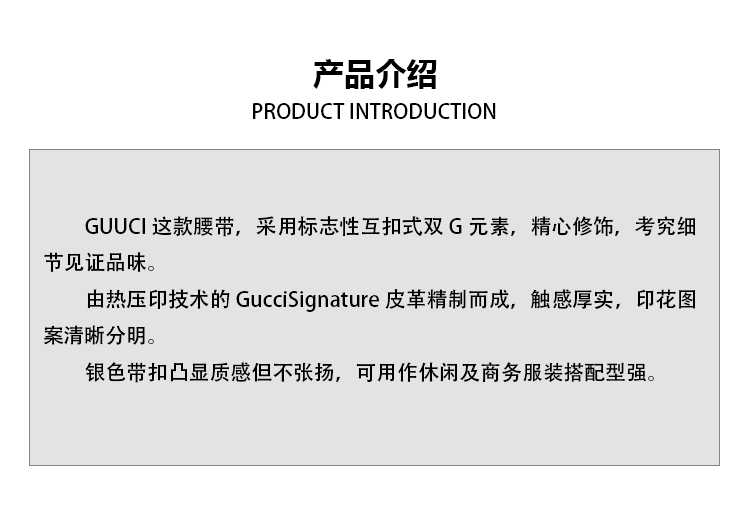 产品介绍
PRODUCT INTRODUCTION
GUUCI 这款腰带，采用标志性互扣式双 G 元素，精心修饰，考究细
节见证品味。
由热压印技术的 GucciSignature 皮革精制而成，触感厚实，印花图
案清晰分明。
银色带扣凸显质感但不张扬，可用作休闲及商务服装搭配型强。